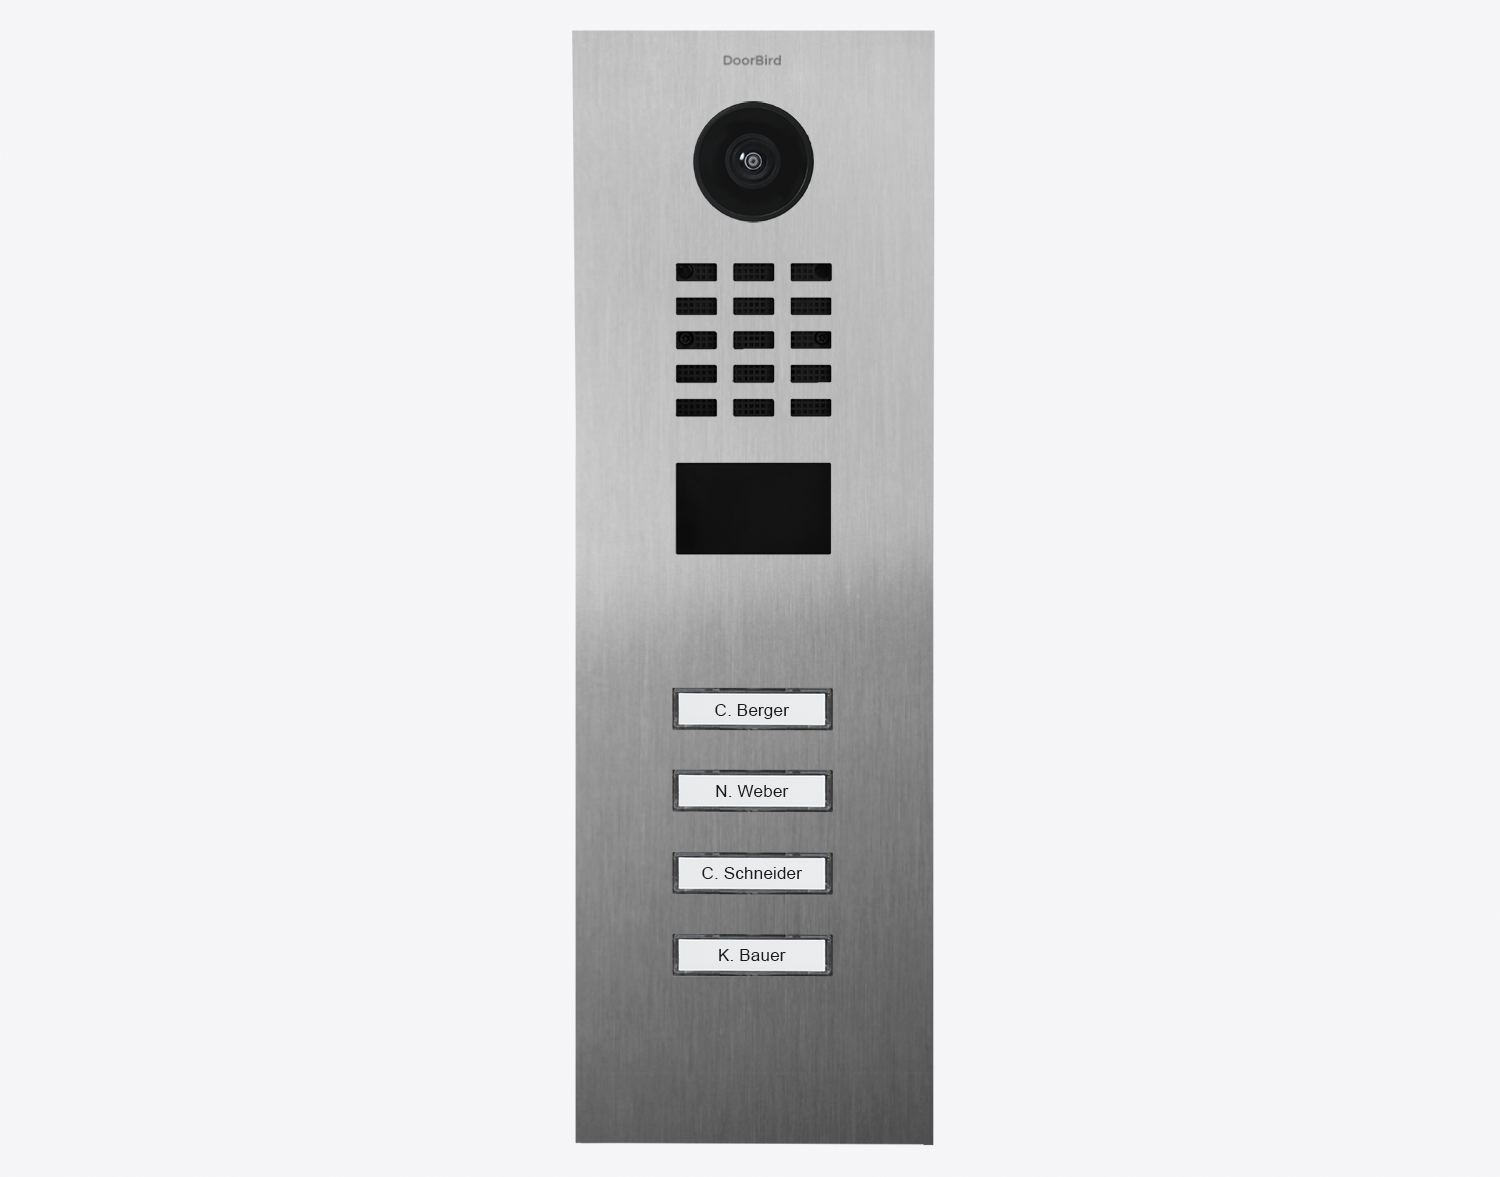 DoorBird
C. Berger
N. Weber
C. Schneider
K. Bauer